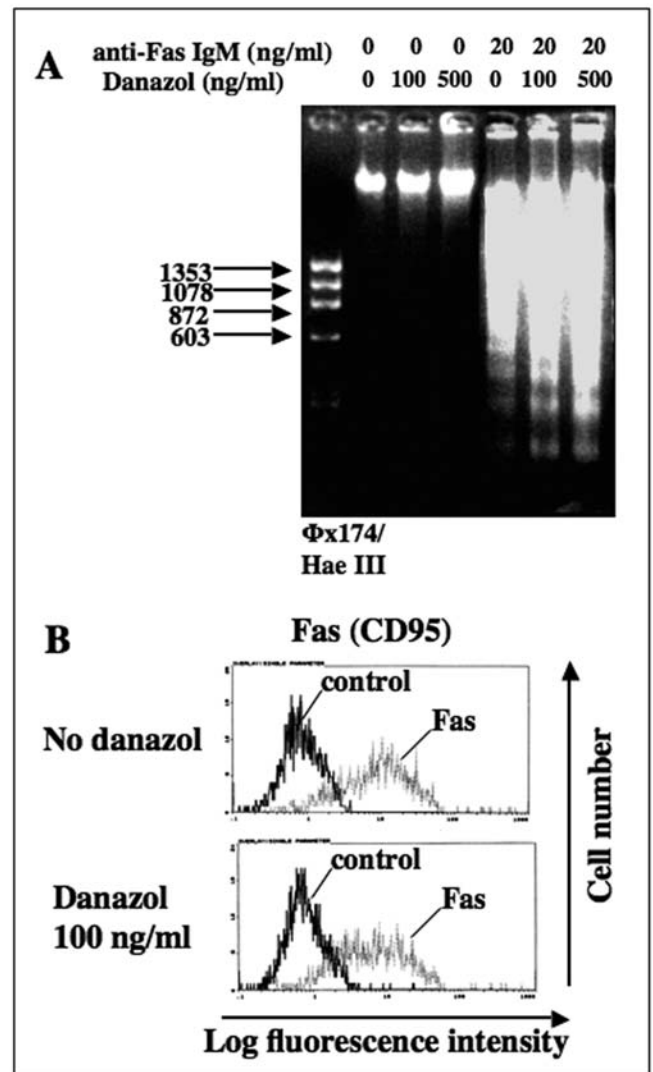 A
anti-Fas IgM (ng/ml) 0 0 0 20 20 20
Danazol (ng/ml) 0 100 500 0 100 500
1353
1078
872
603
Φx174/
Hae III
B
Fas (CD95)
No danazol
control
Fas
Danazol
100 ng/ml
control
Fas
Cell number
Log fluorescence intensity